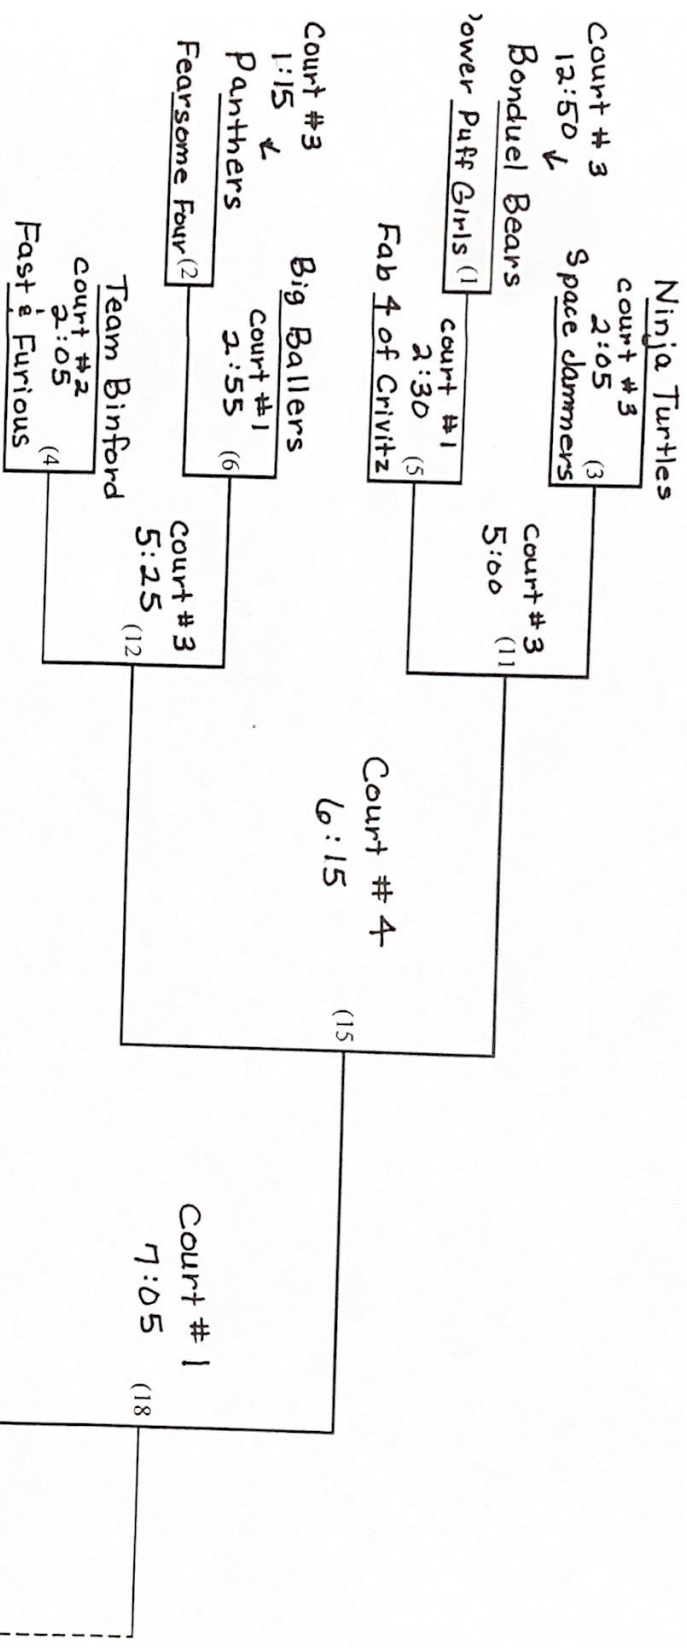 Ninja Turtles
Court #3
2:05
(3
Space Jammers
Court #3
12:50 ↙
Bonduel Bears
(1
Power Puff Girls
Court #3
5:00
(11
Court #1
2:30
(5
Fab 4 of Crivitz
Court #4
6:15
(15
Big Ballers
Court #1
2:55
(6
Court #3
1:15 ↙
Panthers
Fearsome Four (2
Court #3
5:25
(12
Team Binford
Court #2
2:05
(4
Fast & Furious
Court #1
7:05
(18